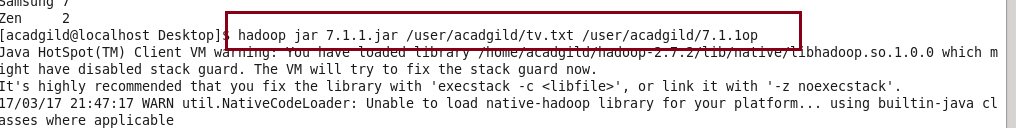 Samsung 7
Zen     2
[acadgild@localhost Desktop]$ hadoop jar 7.1.1.jar /user/acadgild/tv.txt /user/acadgild/7.1.1op
Java HotSpot(TM) Client VM warning: You have loaded library /home/acadgild/hadoop-2.7.2/lib/native/libhadoop.so.1.0.0 which m
ight have disabled stack guard. The VM will try to fix the stack guard now.
It's highly recommended that you fix the library with 'execstack -c <libfile>', or link it with '-z noexecstack'.
17/03/17 21:47:17 WARN util.NativeCodeLoader: Unable to load native-hadoop library for your platform... using builtin-java cl
asses where applicable